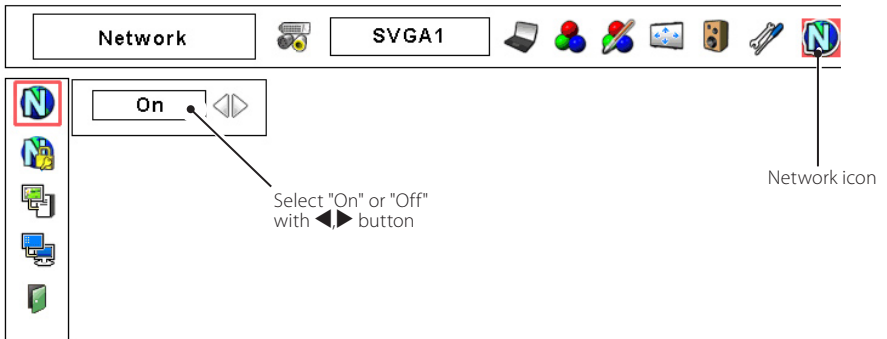 Network
SVGA1
On
Select "On" or "Off"
with ◀,▶ button
Network icon